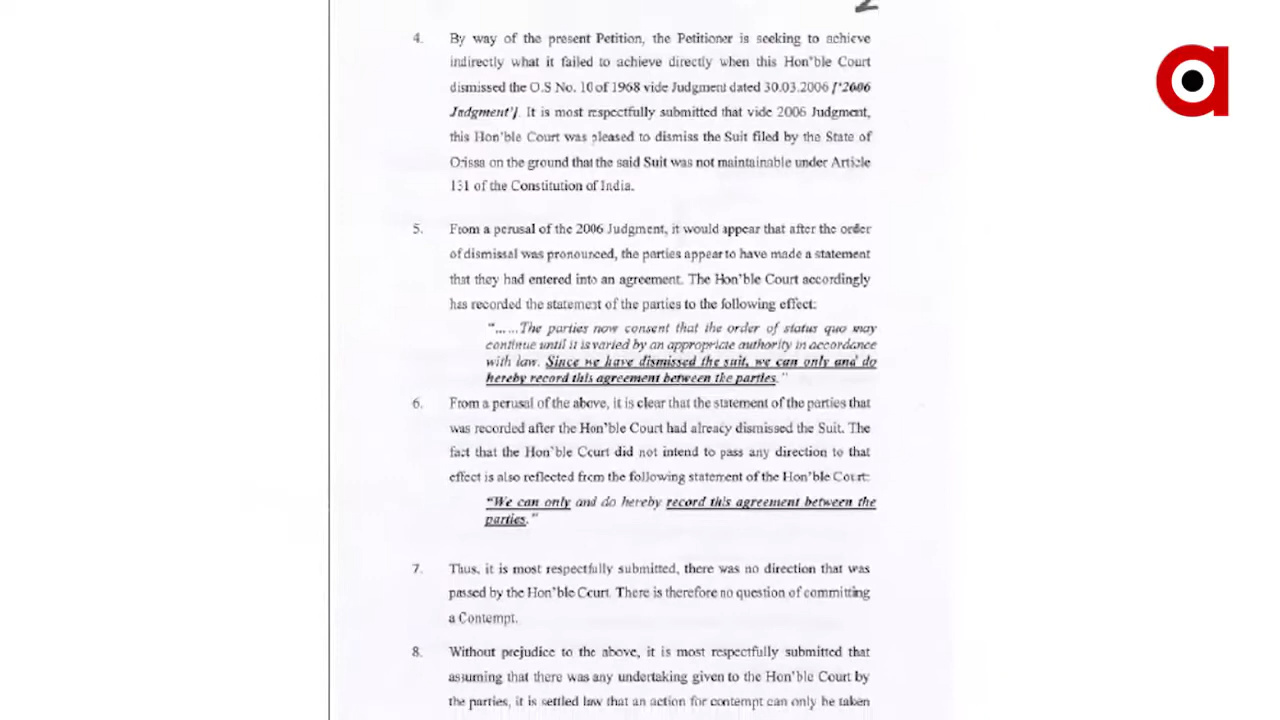 2
4. By way of the present Petition, the Petitioner is seeking to achieve
indirectly what it failed to achieve directly when this Hon'ble Court
dismissed the O.S No. 10 of 1968 vide Judgment dated 30.03.2006 ['2006
Judgment']. It is most respectfully submitted that vide 2006 Judgment,
this Hon'ble Court was pleased to dismiss the Suit filed by the State of
Orissa on the ground that the said Suit was not maintainable under Article
131 of the Constitution of India.
5. From a perusal of the 2006 Judgment, it would appear that after the order
of dismissal was pronounced, the parties appear to have made a statement
that they had entered into an agreement. The Hon'ble Court accordingly
has recorded the statement of the parties to the following effect:
"......The parties now consent that the order of status quo may
continue until it is varied by an appropriate authority in accordance
with law. Since we have dismissed the suit, we can only and do
hereby record this agreement between the parties."
6. From a perusal of the above, it is clear that the statement of the parties that
was recorded after the Hon'ble Court had already dismissed the Suit. The
fact that the Hon'ble Court did not intend to pass any direction to that
effect is also reflected from the following statement of the Hon'ble Court:
"We can only and do hereby record this agreement between the
parties."
7. Thus, it is most respectfully submitted, there was no direction that was
passed by the Hon'ble Court. There is therefore no question of committing
a Contempt.
8. Without prejudice to the above, it is most respectfully submitted that
assuming that there was any undertaking given to the Hon'ble Court by
the parties, it is settled law that an action for contempt can only be taken
a